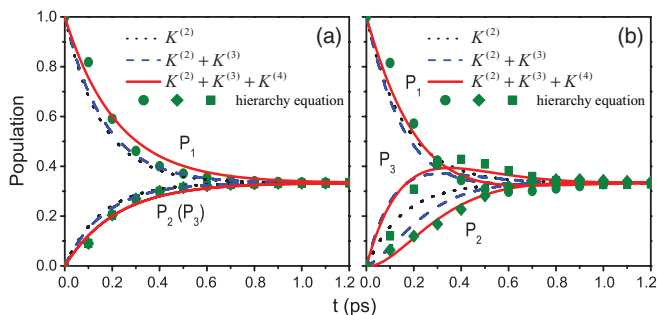 (a)
K^(2)
K^(2) + K^(3)
K^(2) + K^(3) + K^(4)
hierarchy equation
P_1
P_2 (P_3)
Population
1.0
0.8
0.6
0.4
0.2
0.0
0.0 0.2 0.4 0.6 0.8 1.0 1.2
(b)
K^(2)
K^(2) + K^(3)
K^(2) + K^(3) + K^(4)
hierarchy equation
P_1
P_3
P_2
0.0 0.2 0.4 0.6 0.8 1.0 1.2
t (ps)